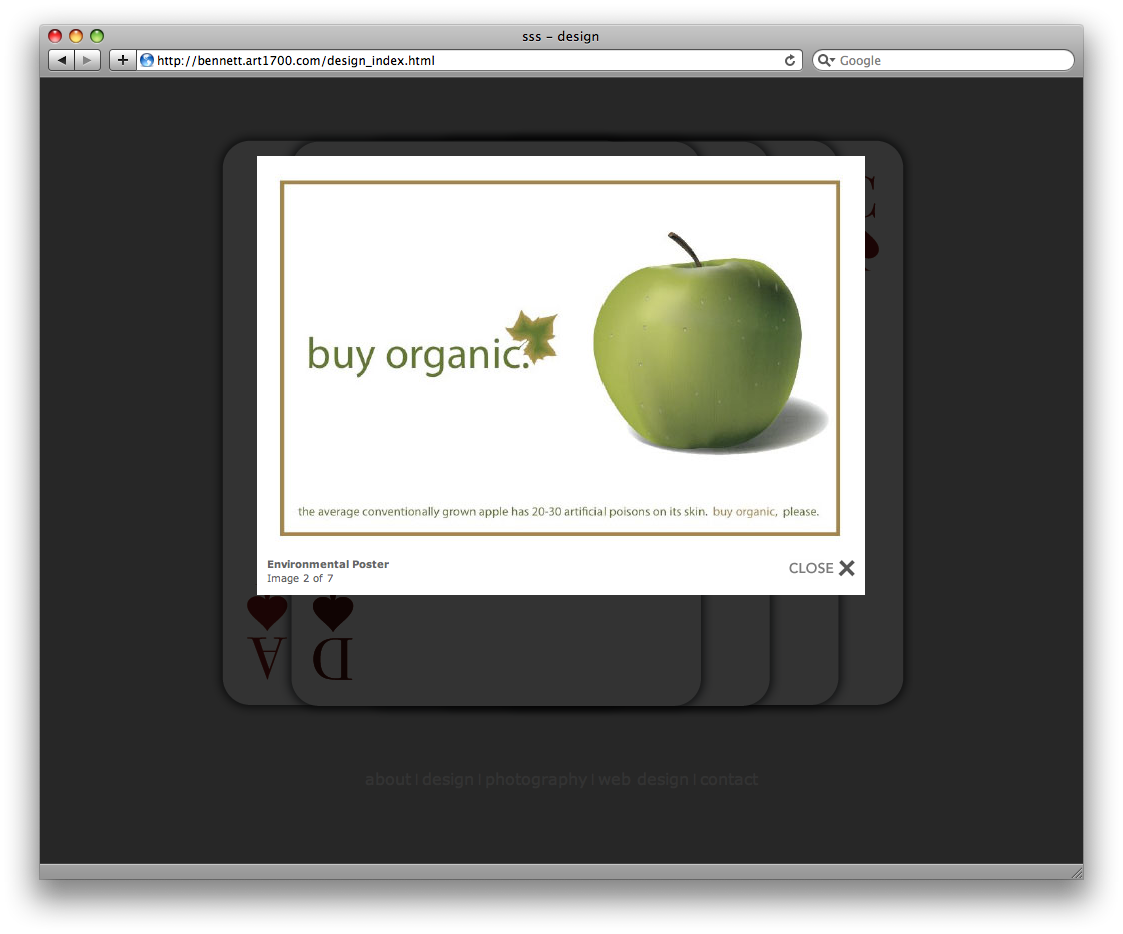 sss – design
http://bennett.art1700.com/design_index.html
Google
buy organic.
the average conventionally grown apple has 20-30 artificial poisons on its skin. buy organic, please.
Environmental Poster
Image 2 of 7
CLOSE
A
D
about | design | photography | web design | contact